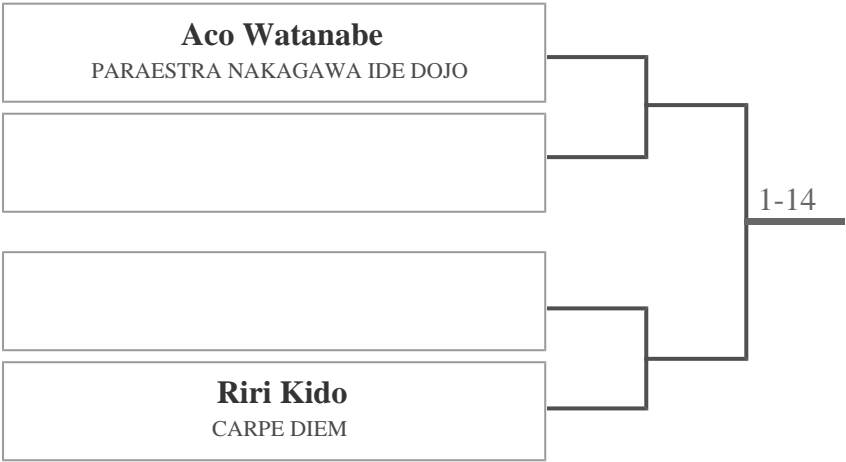 Aco Watanabe
PARAESTRA NAKAGAWA IDE DOJO
1-14
Riri Kido
CARPE DIEM